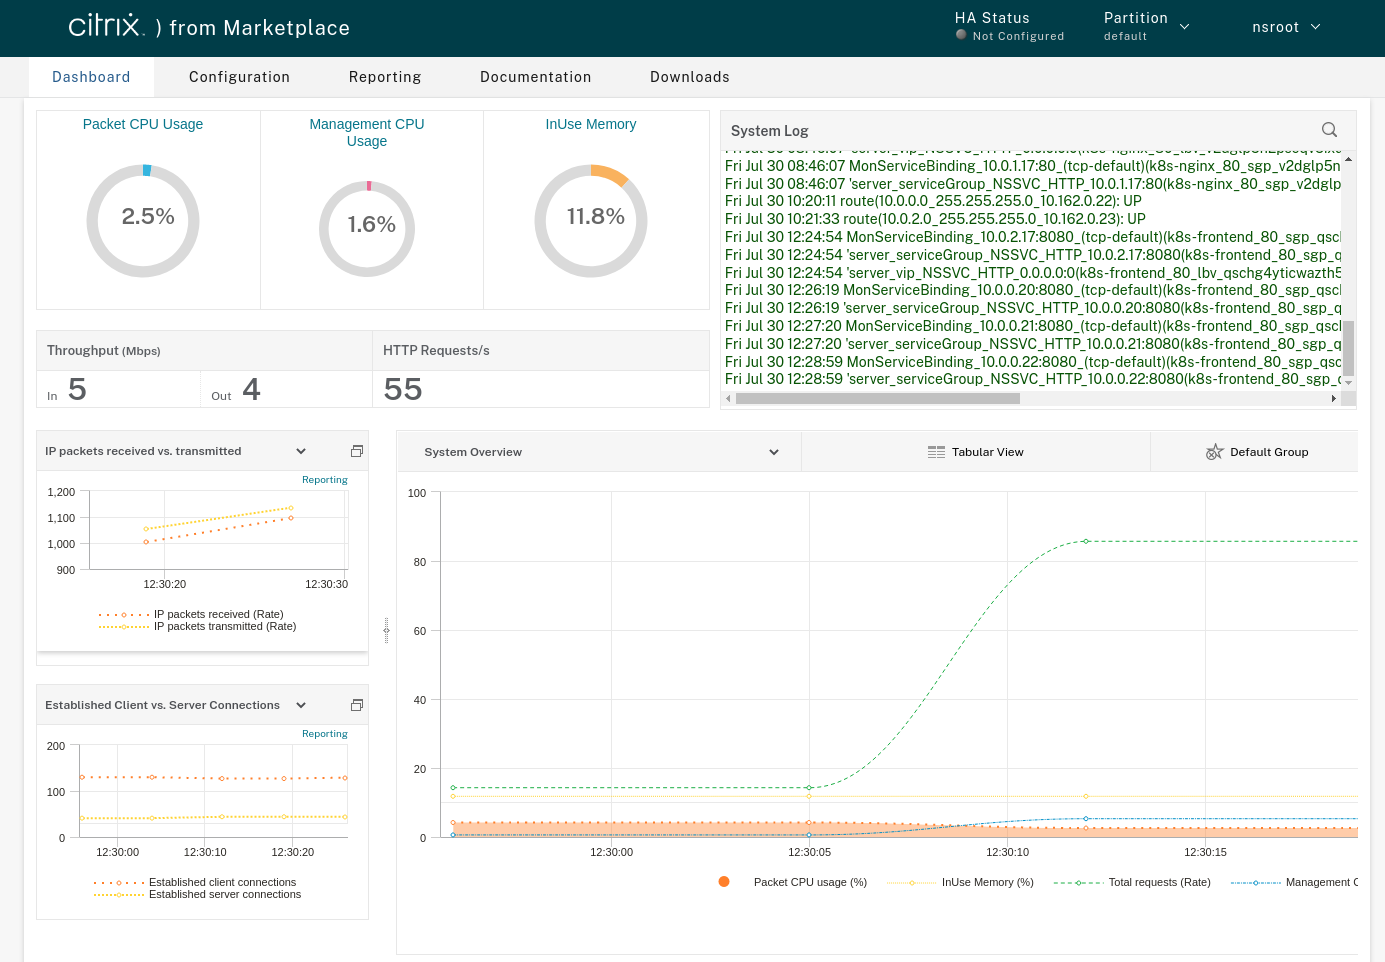 citrix. ) from Marketplace
HA Status
Not Configured
Partition
default
nsroot
Dashboard
Configuration
Reporting
Documentation
Downloads
Packet CPU Usage
2.5%
Management CPU
Usage
1.6%
InUse Memory
11.8%
System Log
Fri Jul 30 08:46:07 MonServiceBinding_10.0.1.17:80_(tcp-default)(k8s-nginx_80_sgp_v2dglp5n
Fri Jul 30 08:46:07 'server_serviceGroup_NSSVC_HTTP_10.0.1.17:80(k8s-nginx_80_sgp_v2dglp
Fri Jul 30 10:20:11 route(10.0.0.0_255.255.255.0_10.162.0.22): UP
Fri Jul 30 10:21:33 route(10.0.2.0_255.255.255.0_10.162.0.23): UP
Fri Jul 30 12:24:54 MonServiceBinding_10.0.2.17:8080_(tcp-default)(k8s-frontend_80_sgp_qscl
Fri Jul 30 12:24:54 'server_serviceGroup_NSSVC_HTTP_10.0.2.17:8080(k8s-frontend_80_sgp_q
Fri Jul 30 12:24:54 'server_vip_NSSVC_HTTP_0.0.0.0:0(k8s-frontend_80_lbv_qschg4yticwazth5
Fri Jul 30 12:26:19 MonServiceBinding_10.0.0.20:8080_(tcp-default)(k8s-frontend_80_sgp_qscl
Fri Jul 30 12:26:19 'server_serviceGroup_NSSVC_HTTP_10.0.0.20:8080(k8s-frontend_80_sgp_q
Fri Jul 30 12:27:20 MonServiceBinding_10.0.0.21:8080_(tcp-default)(k8s-frontend_80_sgp_qscl
Fri Jul 30 12:27:20 'server_serviceGroup_NSSVC_HTTP_10.0.0.21:8080(k8s-frontend_80_sgp_q
Fri Jul 30 12:28:59 MonServiceBinding_10.0.0.22:8080_(tcp-default)(k8s-frontend_80_sgp_qsc
Fri Jul 30 12:28:59 'server_serviceGroup_NSSVC_HTTP_10.0.0.22:8080(k8s-frontend_80_sgp_q
Throughput (Mbps)
In 5
Out 4
HTTP Requests/s
55
IP packets received vs. transmitted
Reporting
1,200
1,100
1,000
900
12:30:20
12:30:30
IP packets received (Rate)
IP packets transmitted (Rate)
Established Client vs. Server Connections
Reporting
200
100
0
12:30:00
12:30:10
12:30:20
Established client connections
Established server connections
System Overview
Tabular View
Default Group
100
80
60
40
20
0
12:30:00
12:30:05
12:30:10
12:30:15
Packet CPU usage (%)
InUse Memory (%)
Total requests (Rate)
Management C